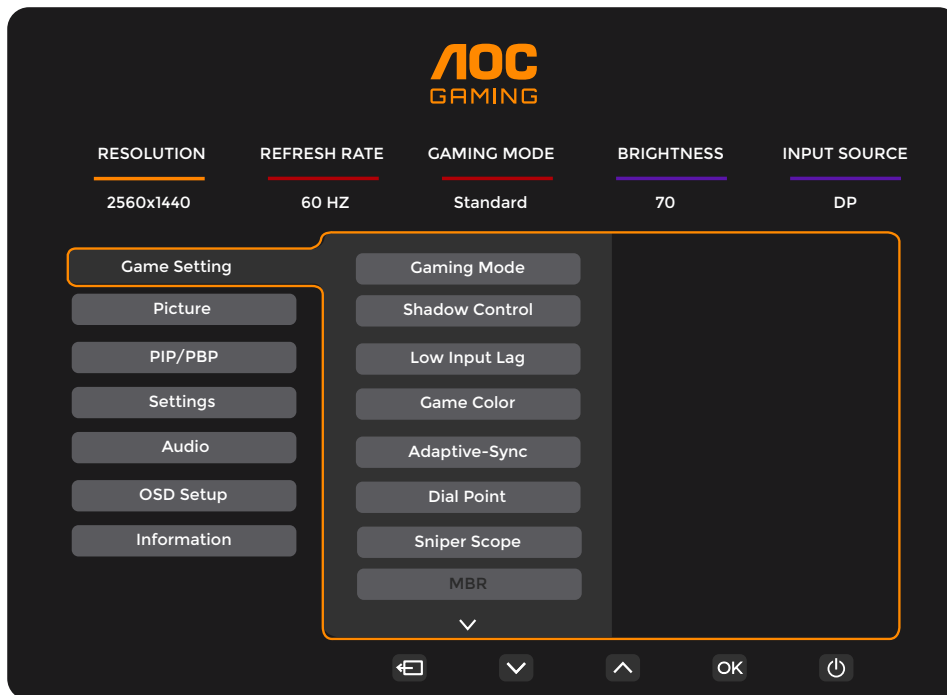 AOC
GAMING
RESOLUTION REFRESH RATE GAMING MODE BRIGHTNESS INPUT SOURCE
2560x1440 60 HZ Standard 70 DP
Game Setting
Picture
PIP/PBP
Settings
Audio
OSD Setup
Information
Gaming Mode
Shadow Control
Low Input Lag
Game Color
Adaptive-Sync
Dial Point
Sniper Scope
MBR
OK